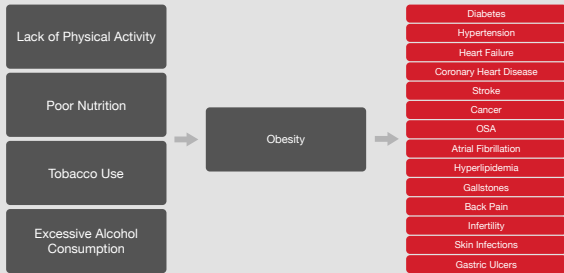 Lack of Physical Activity
Poor Nutrition
Tobacco Use
Excessive Alcohol
Consumption
Obesity
Diabetes
Hypertension
Heart Failure
Coronary Heart Disease
Stroke
Cancer
OSA
Atrial Fibrillation
Hyperlipidemia
Gallstones
Back Pain
Infertility
Skin Infections
Gastric Ulcers